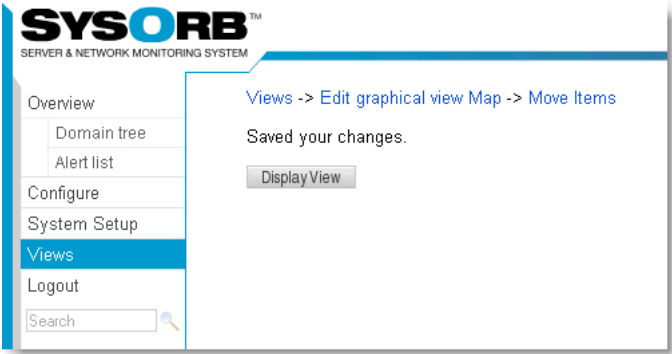 SYSORB™
SERVER & NETWORK MONITORING SYSTEM
Overview
Domain tree
Alert list
Configure
System Setup
Views
Logout
Search
Views -> Edit graphical view Map -> Move Items
Saved your changes.
Display View